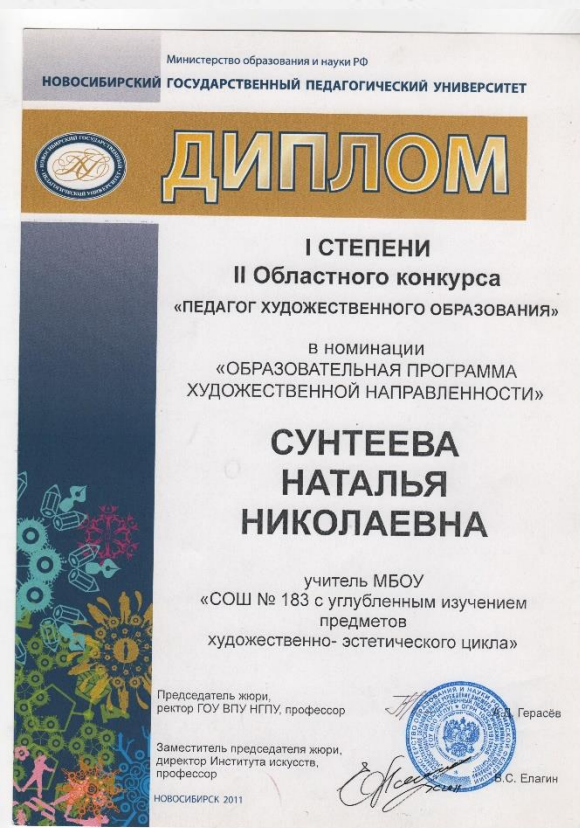 Министерство образования и науки РФ
НОВОСИБИРСКИЙ ГОСУДАРСТВЕННЫЙ ПЕДАГОГИЧЕСКИЙ УНИВЕРСИТЕТ
ДИПЛОМ
I СТЕПЕНИ
II Областного конкурса
«ПЕДАГОГ ХУДОЖЕСТВЕННОГО ОБРАЗОВАНИЯ»
в номинации
«ОБРАЗОВАТЕЛЬНАЯ ПРОГРАММА
ХУДОЖЕСТВЕННОЙ НАПРАВЛЕННОСТИ»
СУНТЕЕВА
НАТАЛЬЯ
НИКОЛАЕВНА
учитель МБОУ
«СОШ № 183 с углубленным изучением
предметов
художественно- эстетического цикла»
Председатель жюри,
ректор ГОУ ВПУ НГПУ, профессор
А.Д. Герасёв
Заместитель председателя жюри,
директор Института искусств,
профессор
В.С. Елагин
НОВОСИБИРСК 2011